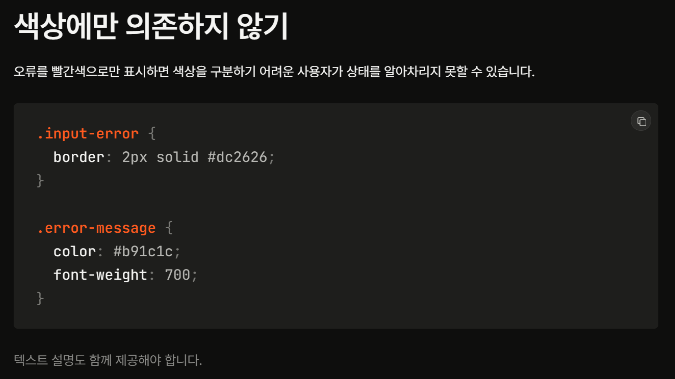 색상에만 의존하지 않기
오류를 빨간색으로만 표시하면 색상을 구분하기 어려운 사용자가 상태를 알아차리지 못할 수 있습니다.
.input-error {
  border: 2px solid #dc2626;
}

.error-message {
  color: #b91c1c;
  font-weight: 700;
}
텍스트 설명도 함께 제공해야 합니다.